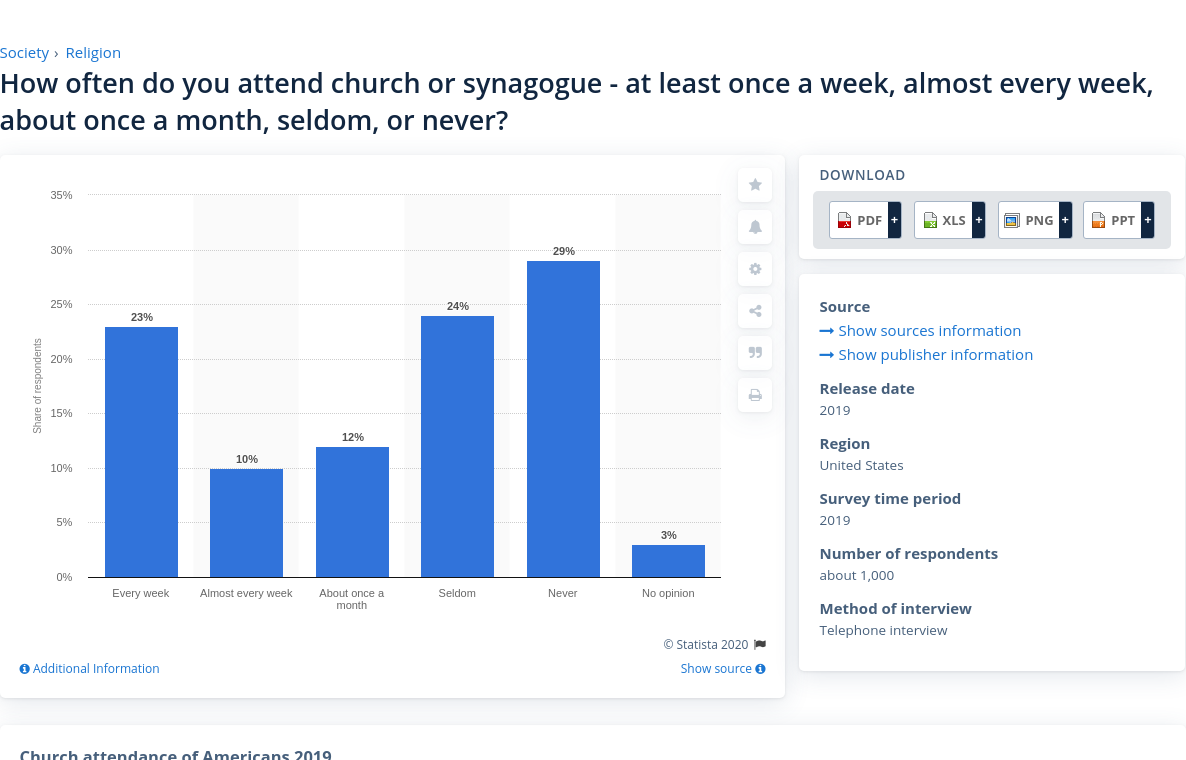 Society › Religion
How often do you attend church or synagogue - at least once a week, almost every week,
about once a month, seldom, or never?
35%
30%
25%
20%
15%
10%
5%
0%
Share of respondents
23%
10%
12%
24%
29%
3%
Every week
Almost every week
About once a
month
Seldom
Never
No opinion
© Statista 2020
Additional Information
Show source
DOWNLOAD
PDF +
XLS +
PNG +
PPT +
Source
Show sources information
Show publisher information
Release date
2019
Region
United States
Survey time period
2019
Number of respondents
about 1,000
Method of interview
Telephone interview
Church attendance of Americans 2019